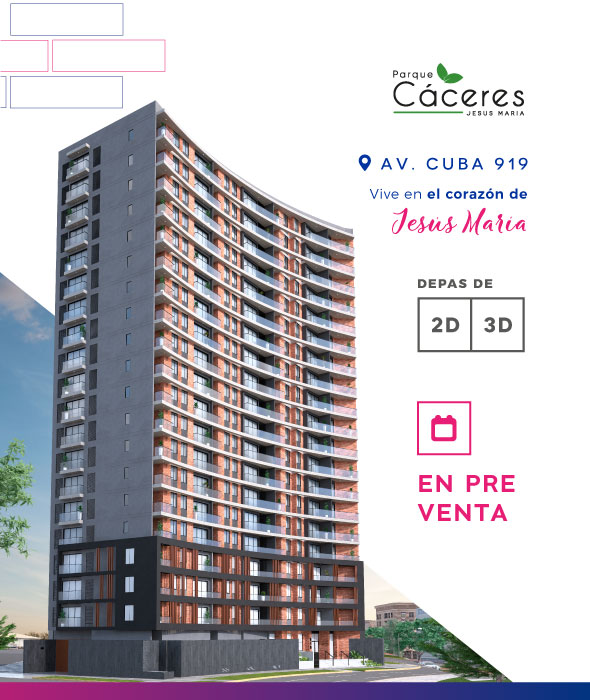 Parque
Cáceres
JESUS MARIA
AV. CUBA 919
Vive en el corazón de
Jesús María
DEPAS DE
2D 3D
EN PRE
VENTA